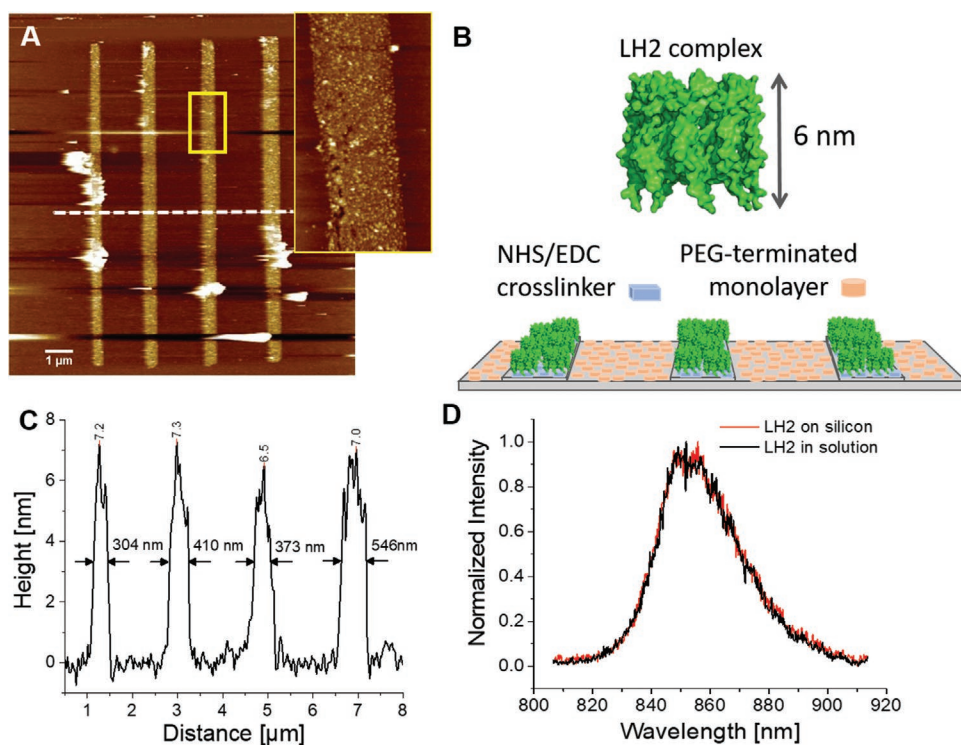 A
1 µm
B
LH2 complex
6 nm
NHS/EDC
crosslinker
PEG-terminated
monolayer
C
Height [nm]
8
6
4
2
0
7.2
7.3
6.5
7.0
304 nm
410 nm
373 nm
546nm
1 2 3 4 5 6 7 8
Distance [µm]
D
LH2 on silicon
LH2 in solution
Normalized Intensity
1.0
0.8
0.6
0.4
0.2
0.0
800 820 840 860 880 900 920
Wavelength [nm]